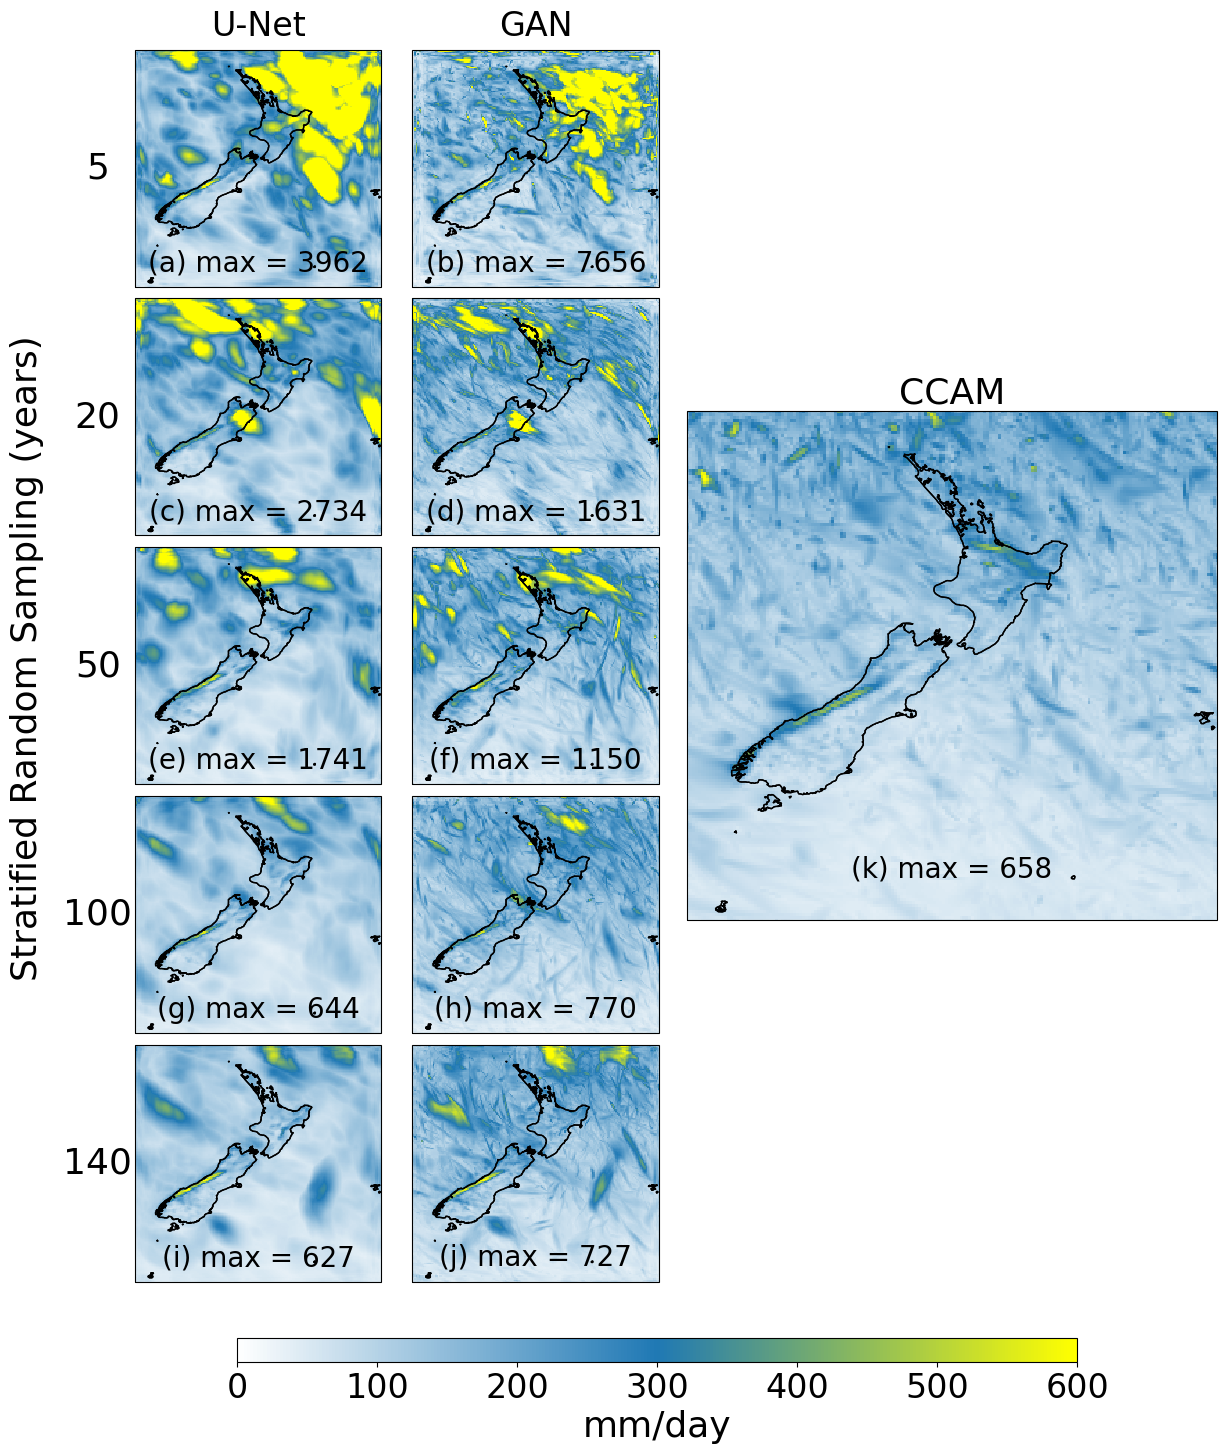 U-Net GAN
5
(a) max = 3962 (b) max = 7656
20
(c) max = 2734 (d) max = 1631
50
(e) max = 1741 (f) max = 1150
100
(g) max = 644 (h) max = 770
140
(i) max = 627 (j) max = 727
Stratified Random Sampling (years)
CCAM
(k) max = 658
0 100 200 300 400 500 600
mm/day